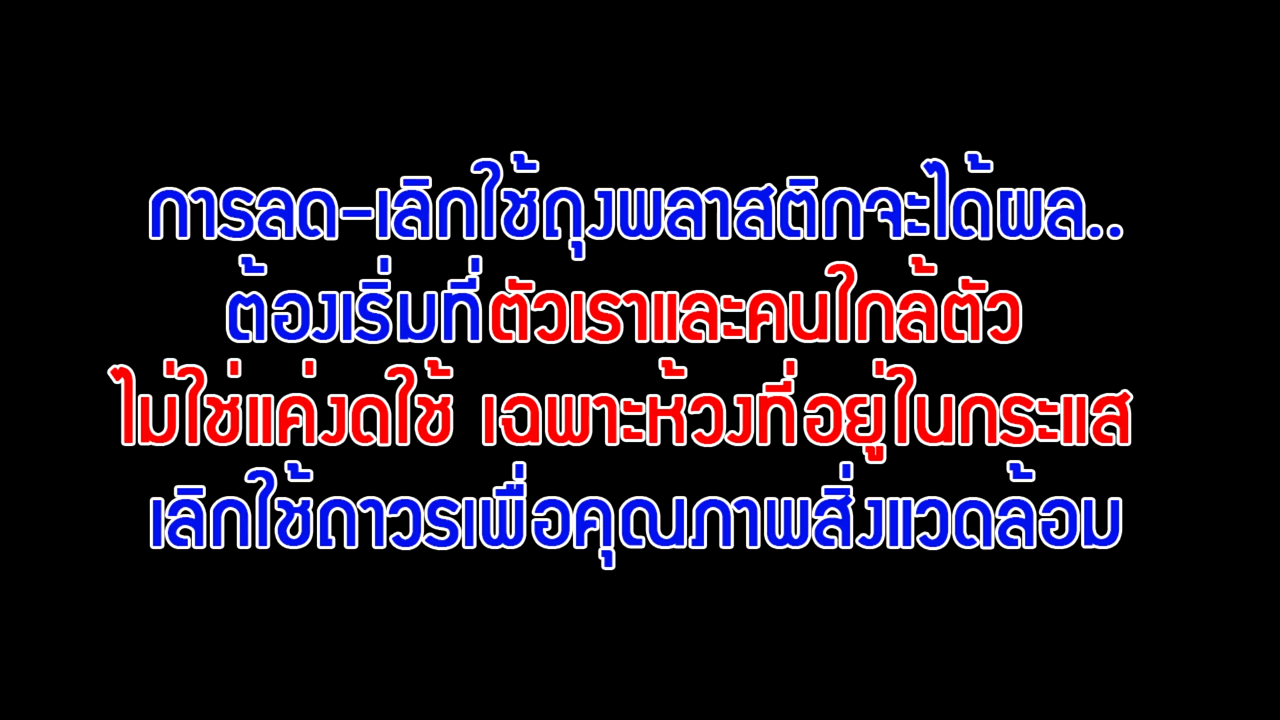 การลด-เลิกใช้ถุงพลาสติกจะได้ผล..
ต้องเริ่มที่ตัวเราและคนใกล้ตัว
ไม่ใช่แค่งดใช้ เฉพาะห้วงที่อยู่ในกระแส
เลิกใช้ถาวรเพื่อคุณภาพสิ่งแวดล้อม